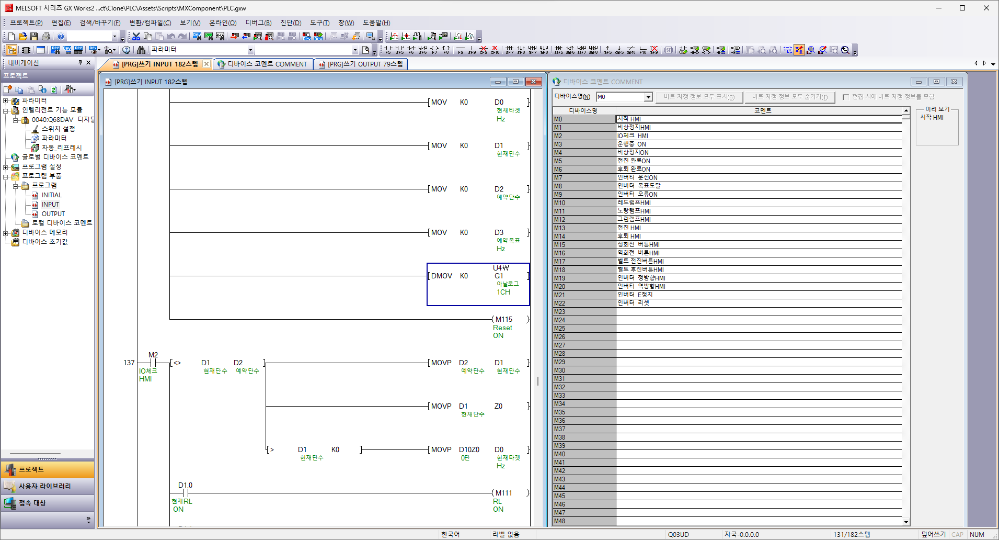 MELSOFT 시리즈 GX Works2 ...ct\Clone\PLC\Assets\Scripts\MXComponent\PLC.gxw
프로젝트(P) 편집(E) 검색/바꾸기(F) 변환/컴파일(C) 보기(V) 온라인(O) 디버그(B) 진단(D) 도구(T) 창(W) 도움말(H)
파라미터
F5 sF5 F6 sF6 F7 F8 F9 sF9 cF9 cF10 sF7 sF8 aF7 aF8 saF5 saF6 saF7 saF8 aF5 caF5 caF10 F10 aF9
내비게이션
[PRG]쓰기 INPUT 182스텝
디바이스 코멘트 COMMENT
[PRG]쓰기 OUTPUT 79스텝
프로젝트
파라미터
인텔리전트 기능 모듈
0040:Q68DAV 디지털
스위치 설정
파라미터
자동_리프레시
글로벌 디바이스 코멘트
프로그램 설정
프로그램 부품
프로그램
INITIAL
INPUT
OUTPUT
로컬 디바이스 코멘트
디바이스 메모리
디바이스 초기값
프로젝트
사용자 라이브러리
접속 대상
[PRG]쓰기 INPUT 182스텝
MOV K0 D0
현재타겟
Hz
MOV K0 D1
현재단수
MOV K0 D2
예약단수
MOV K0 D3
예약목표
Hz
U4₩
DMOV K0 G1
아날로그
1CH
M115
Reset
ON
M2
137 <> D1 D2 MOVP D2 D1
IO체크 현재단수 예약단수 예약단수 현재단수
HMI
MOVP D1 Z0
현재단수
> D1 K0 MOVP D10Z0 D0
현재단수 0단 현재타겟
Hz
D1.0
M111
현재RL RL
ON ON
디바이스 코멘트 COMMENT
디바이스명(N) M0 비트 지정 정보 모두 표시(S) 비트 지정 정보 모두 숨기기(I) 편집 시에 비트 지정 정보를 포함
디바이스명 코멘트
M0 시작 HMI
M1 비상정지HMI
M2 IO체크 HMI
M3 운행중 ON
M4 비상정지ON
M5 전진 완료ON
M6 후퇴 완료ON
M7 인버터 운전ON
M8 인버터 목표도달
M9 인버터 오류ON
M10 레드램프HMI
M11 노랑램프HMI
M12 그린램프HMI
M13 전진 HMI
M14 후퇴 HMI
M15 정회전 버튼HMI
M16 역회전 버튼HMI
M17 벨트 전진버튼HMI
M18 벨트 후진버튼HMI
M19 인버터 정방향HMI
M20 인버터 역방향HMI
M21 인버터 E정지
M22 인버터 리셋
M23
M24
M25
M26
M27
M28
M29
M30
M31
M32
M33
M34
M35
M36
M37
M38
M39
M40
M41
M42
M43
M44
M45
M46
M47
M48
미리 보기
시작 HMI
한국어 라벨 없음 Q03UD 자국-0.0.0.0 131/182스텝 덮어쓰기 CAP NUM